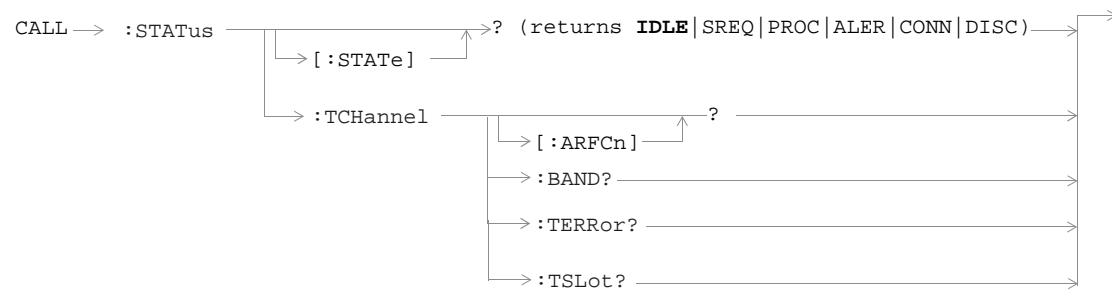 CALL :STATus ? (returns IDLE|SREQ|PROC|ALER|CONN|DISC)
[:STATe]
:TCHannel ?
[:ARFCn]
:BAND?
:TERRor?
:TSLot?